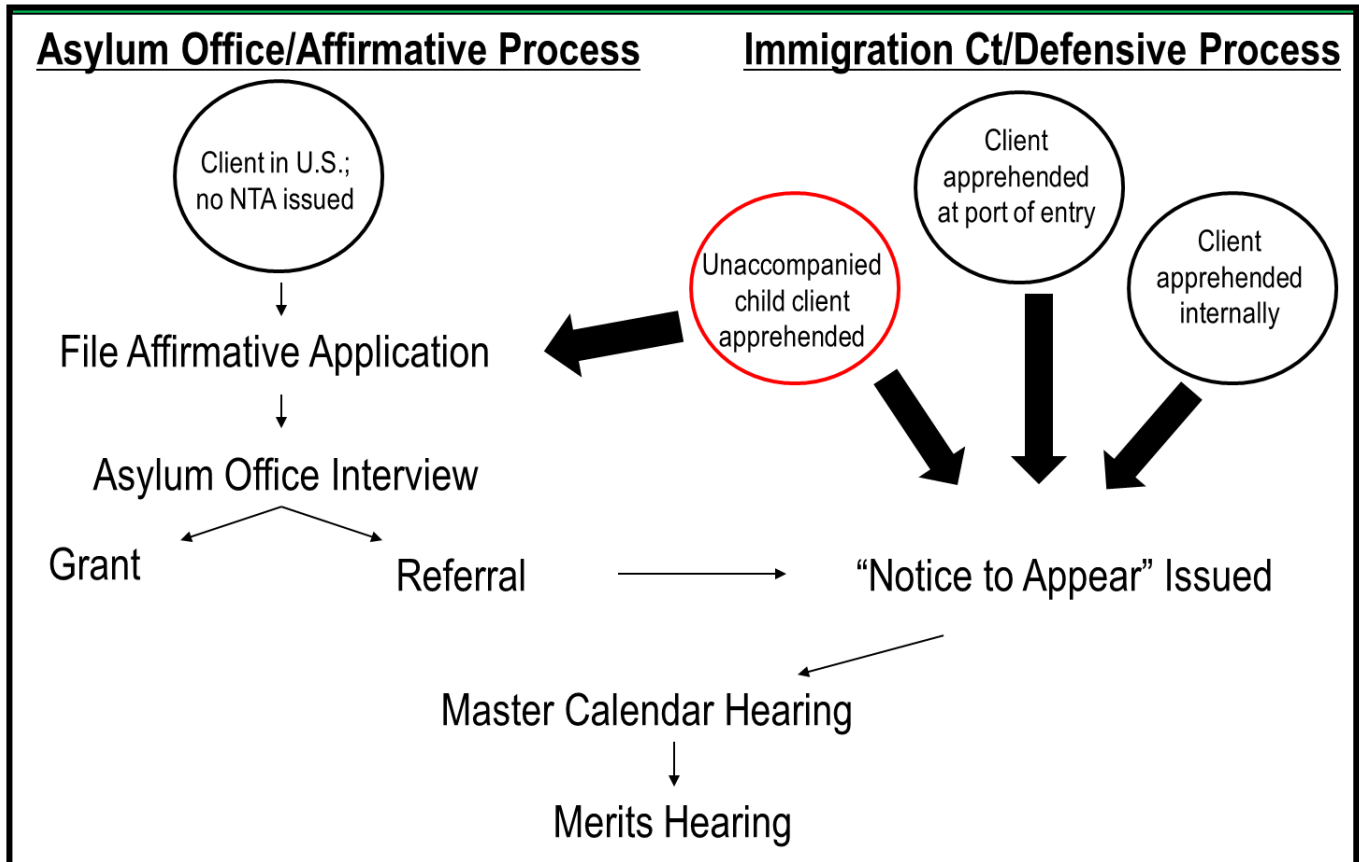 Asylum Office/Affirmative Process
Immigration Ct/Defensive Process
Client in U.S.;
no NTA issued
Unaccompanied
child client
apprehended
Client
apprehended
at port of entry
Client
apprehended
internally
File Affirmative Application
Asylum Office Interview
Grant
Referral
“Notice to Appear” Issued
Master Calendar Hearing
Merits Hearing